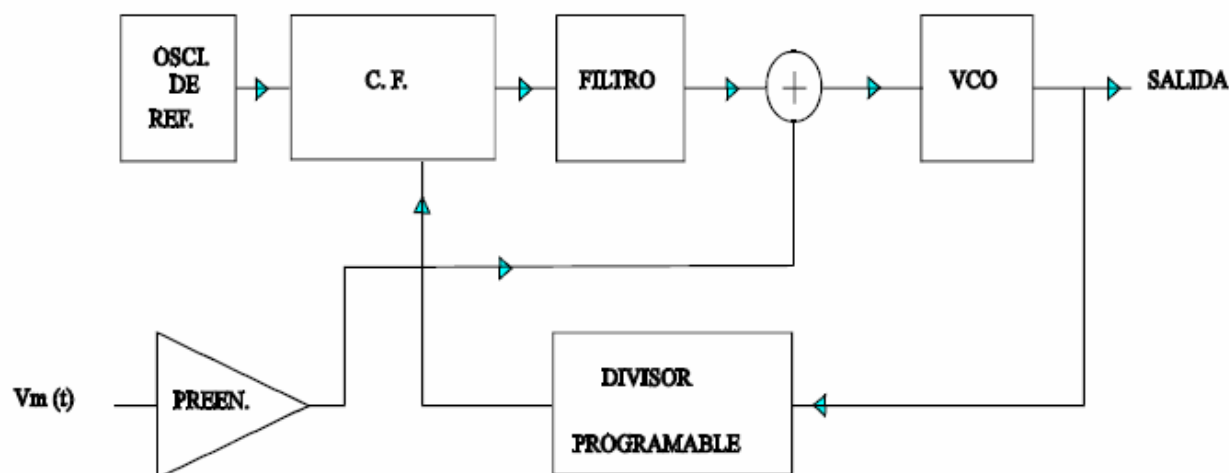 OSCI.
DE
REF.
C. F.
FILTRO
+
VCO
SALIDA
Vm (t)
PREEN.
DIVISOR
PROGRAMABLE